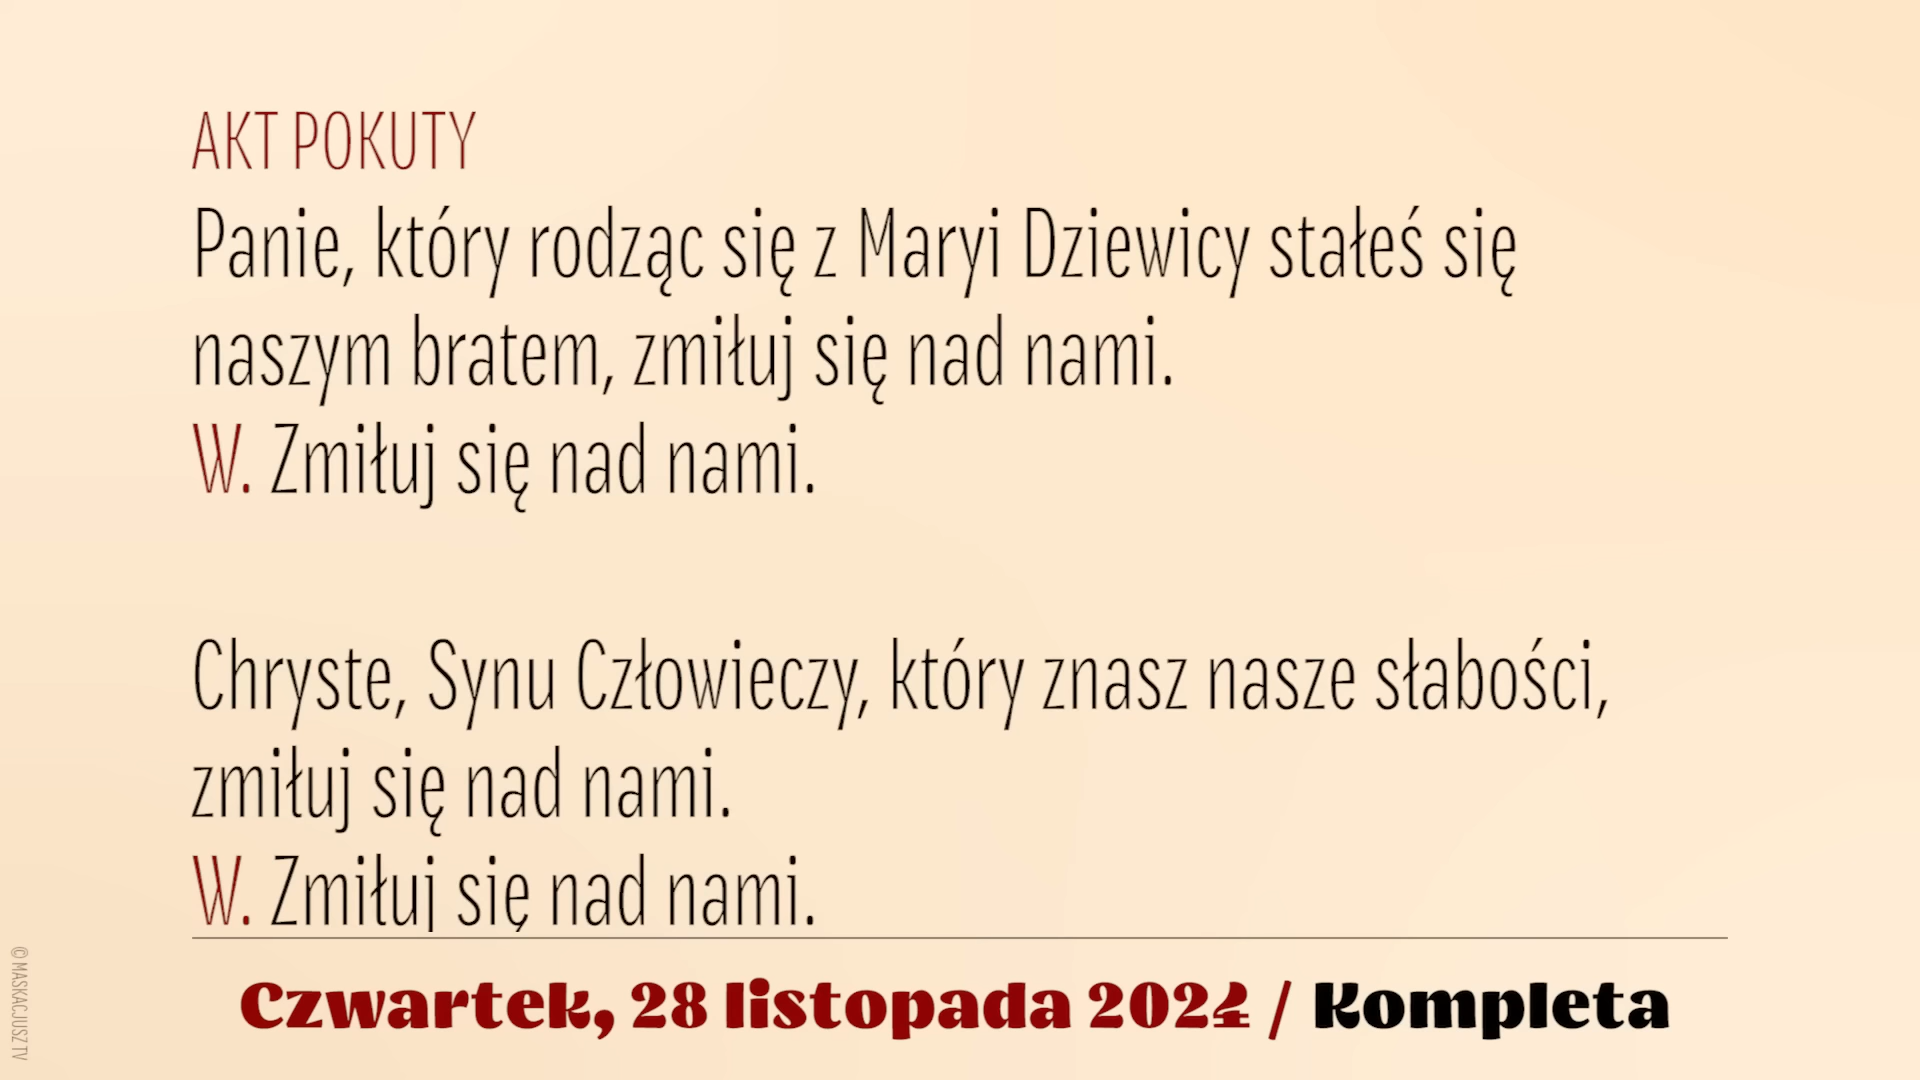 AKT POKUTY
Panie, który rodząc się z Maryi Dziewicy stałeś się
naszym bratem, zmiłuj się nad nami.
W. Zmiłuj się nad nami.
Chryste, Synu Człowieczy, który znasz nasze słabości,
zmiłuj się nad nami.
W. Zmiłuj się nad nami.
Czwartek, 28 listopada 2024 / Kompleta
© MASKACJUSZ TV